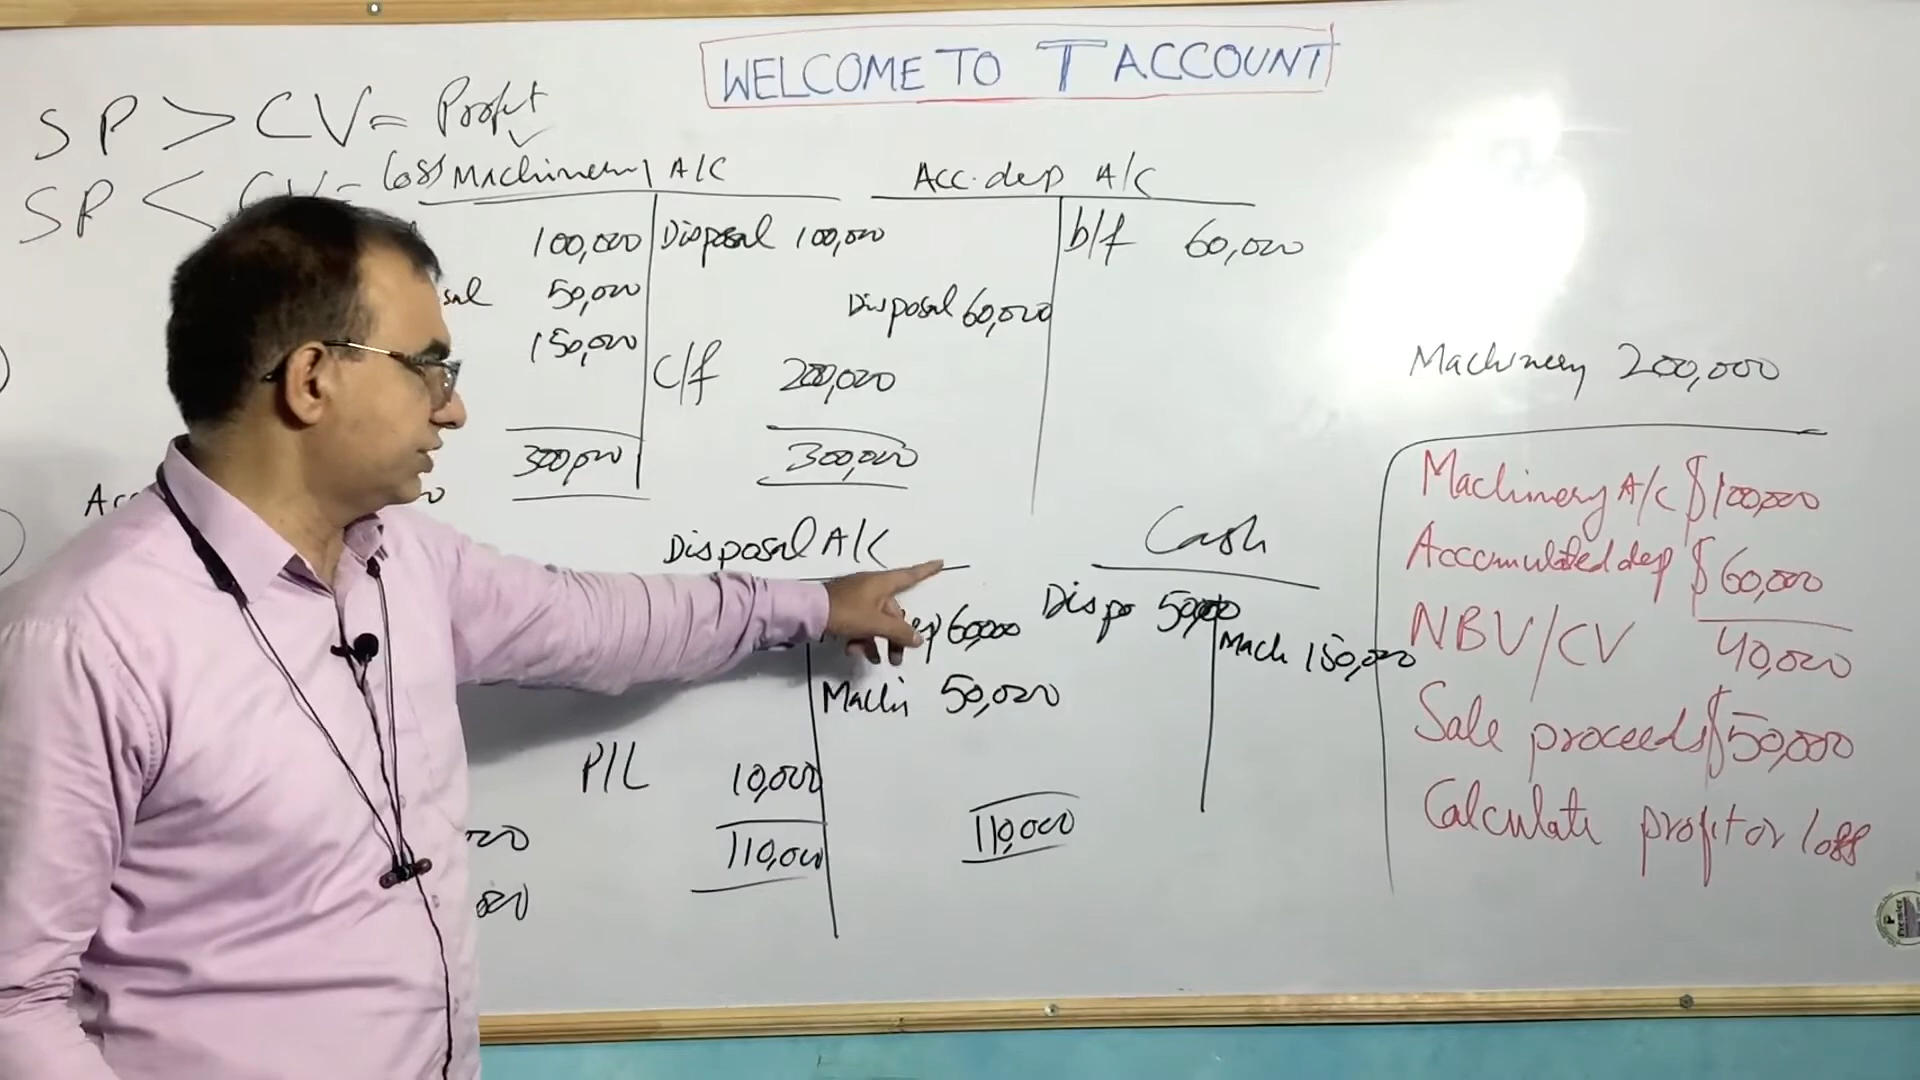 WELCOME TO T ACCOUNT
SP > CV = Profit
SP < CV = Loss
Machinery A/C
100,000 Disposal 100,000
50,000
150,000
c/f 200,000
300,000 300,000
Acc. dep A/C
b/f 60,000
Disposal 60,000
Disposal A/C
dep 60,000
Machi 50,000
P/L 10,000
110,000 110,000
Cash
Dispo 50,000
Mach 150,000
Machinery 200,000
Machinery A/C $100,000
Accumulated dep $60,000
NBV/CV 40,000
Sale proceeds $50,000
Calculate profit or loss
Premier